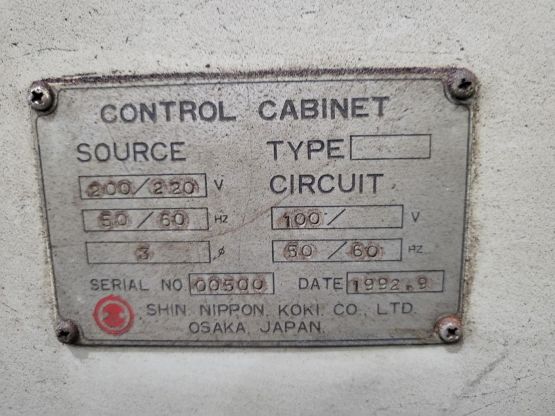 CONTROL CABINET
SOURCE TYPE
200/220 V CIRCUIT
50/60 HZ 100/ V
3 ø 50/60 HZ
SERIAL NO 00500 DATE 1992.9
SHIN NIPPON KOKI CO., LTD.
OSAKA, JAPAN.